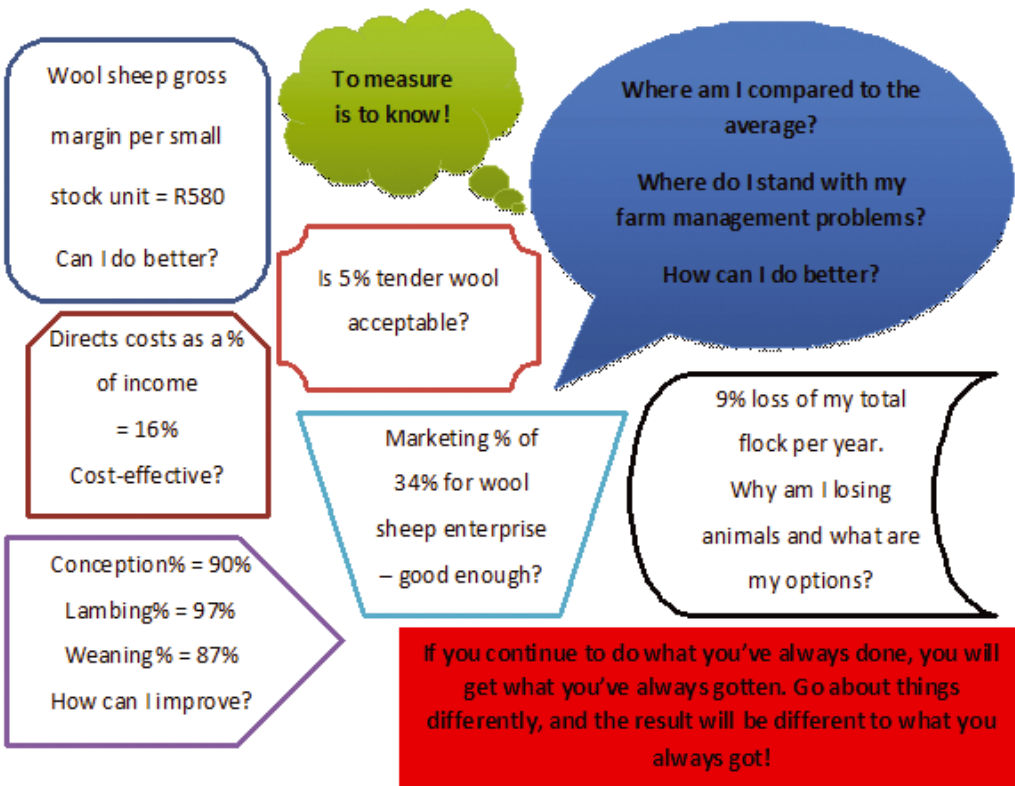 Wool sheep gross
margin per small
stock unit = R580
Can I do better?
To measure
is to know!
Where am I compared to the
average?
Where do I stand with my
farm management problems?
How can I do better?
Is 5% tender wool
acceptable?
Directs costs as a %
of income
= 16%
Cost-effective?
Marketing % of
34% for wool
sheep enterprise
– good enough?
9% loss of my total
flock per year.
Why am I losing
animals and what are
my options?
Conception% = 90%
Lambing% = 97%
Weaning% = 87%
How can I improve?
If you continue to do what you’ve always done, you will
get what you’ve always gotten. Go about things
differently, and the result will be different to what you
always got!